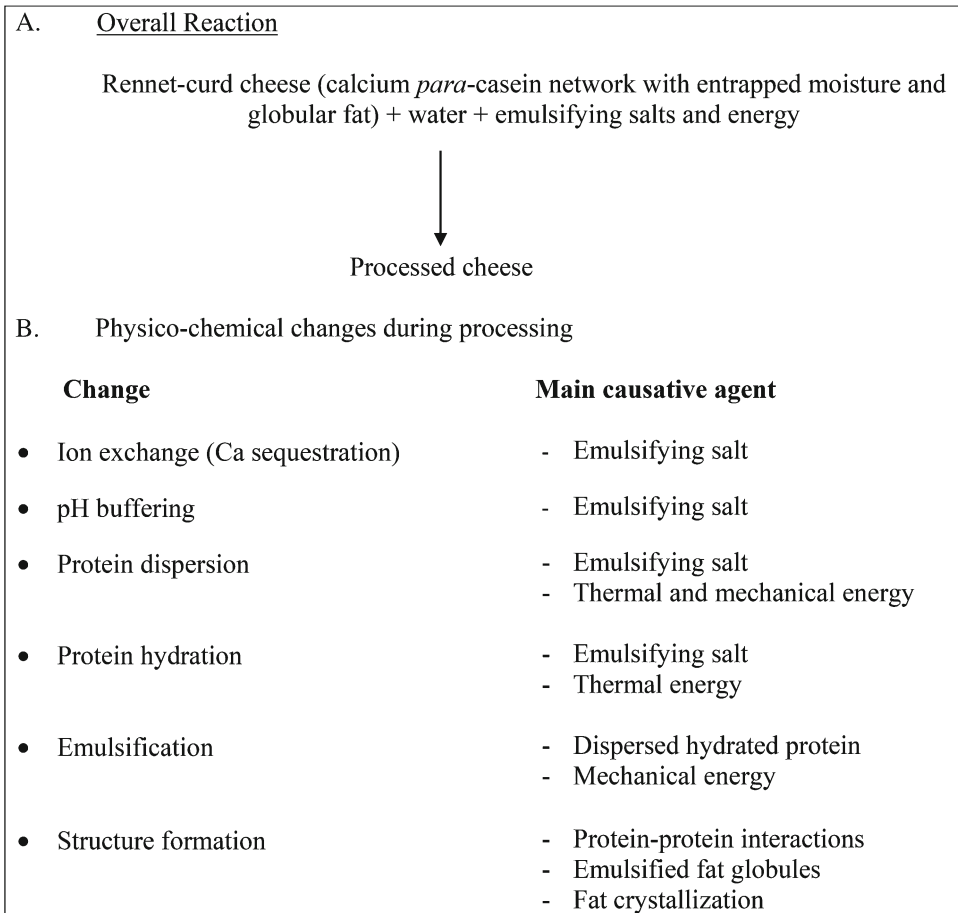 A. Overall Reaction
Rennet-curd cheese (calcium para-casein network with entrapped moisture and
globular fat) + water + emulsifying salts and energy
Processed cheese
B. Physico-chemical changes during processing
Change Main causative agent
• Ion exchange (Ca sequestration) - Emulsifying salt
• pH buffering - Emulsifying salt
• Protein dispersion - Emulsifying salt
- Thermal and mechanical energy
• Protein hydration - Emulsifying salt
- Thermal energy
• Emulsification - Dispersed hydrated protein
- Mechanical energy
• Structure formation - Protein-protein interactions
- Emulsified fat globules
- Fat crystallization